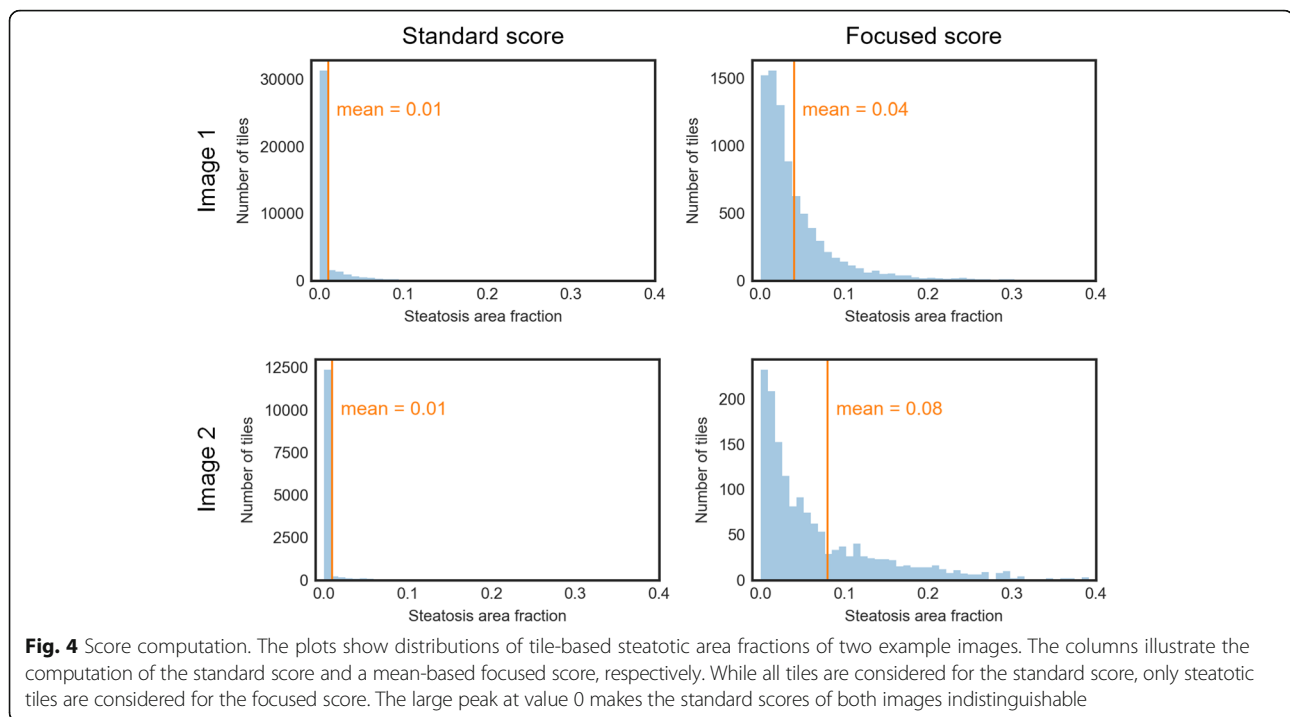 Standard score
Focused score
Image 1
Number of tiles
30000
20000
10000
0
mean = 0.01
0.0 0.1 0.2 0.3 0.4
Steatosis area fraction
Number of tiles
1500
1000
500
0
mean = 0.04
0.0 0.1 0.2 0.3 0.4
Steatosis area fraction
Image 2
Number of tiles
12500
10000
7500
5000
2500
0
mean = 0.01
0.0 0.1 0.2 0.3 0.4
Steatosis area fraction
Number of tiles
200
150
100
50
0
mean = 0.08
0.0 0.1 0.2 0.3 0.4
Steatosis area fraction
Fig. 4 Score computation. The plots show distributions of tile-based steatotic area fractions of two example images. The columns illustrate the
computation of the standard score and a mean-based focused score, respectively. While all tiles are considered for the standard score, only steatotic
tiles are considered for the focused score. The large peak at value 0 makes the standard scores of both images indistinguishable